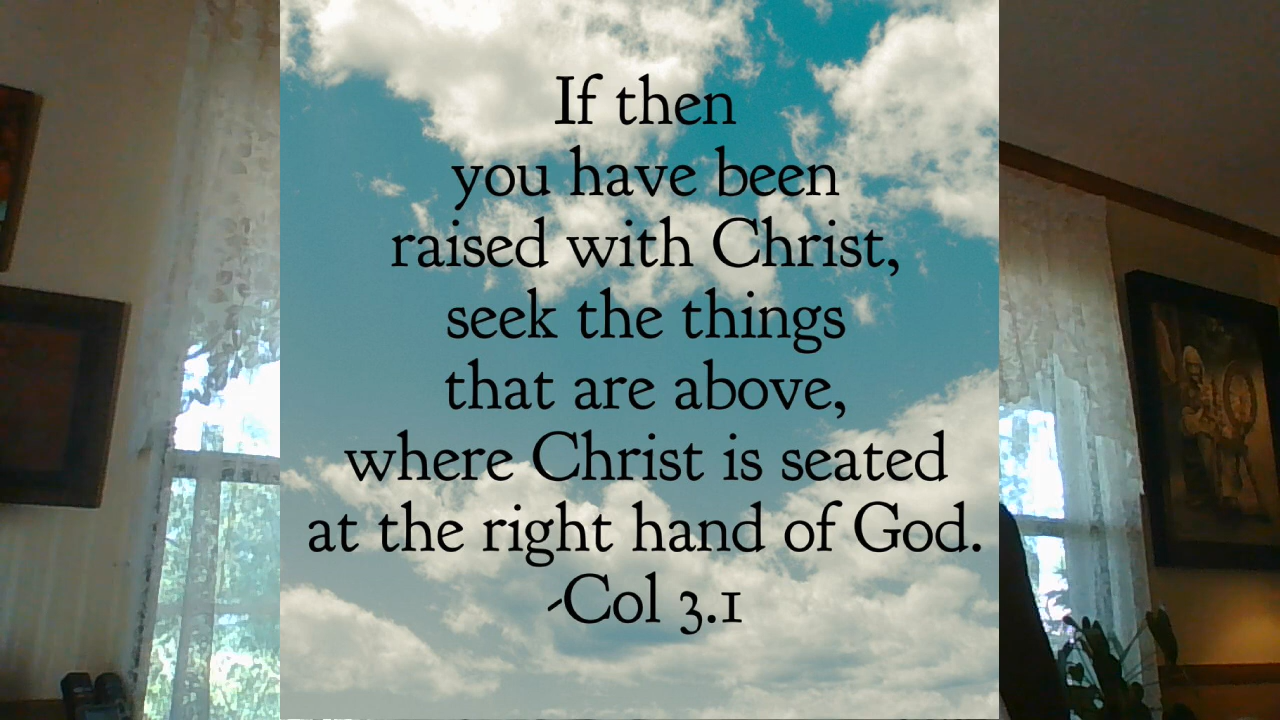 If then
you have been
raised with Christ,
seek the things
that are above,
where Christ is seated
at the right hand of God.
-Col 3.1